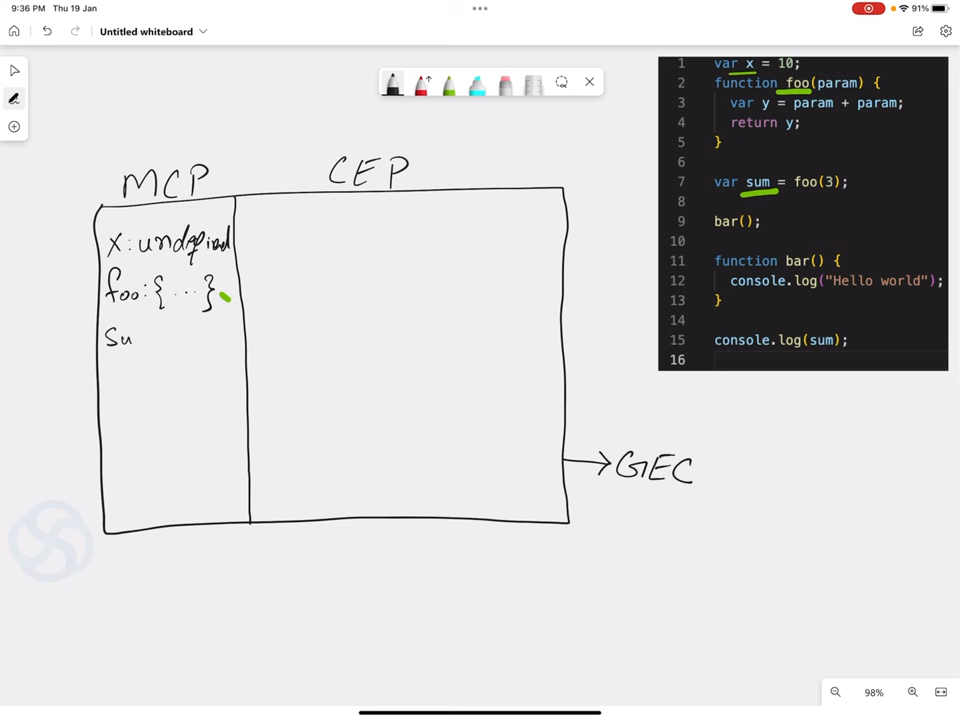 9:36 PM Thu 19 Jan
91%
Untitled whiteboard
MCP
CEP
x: undefined
foo: { ... }
Su
GEC
1 var x = 10;
2 function foo(param) {
3 var y = param + param;
4 return y;
5 }
6
7 var sum = foo(3);
8
9 bar();
10
11 function bar() {
12 console.log("Hello world");
13 }
14
15 console.log(sum);
16
98%